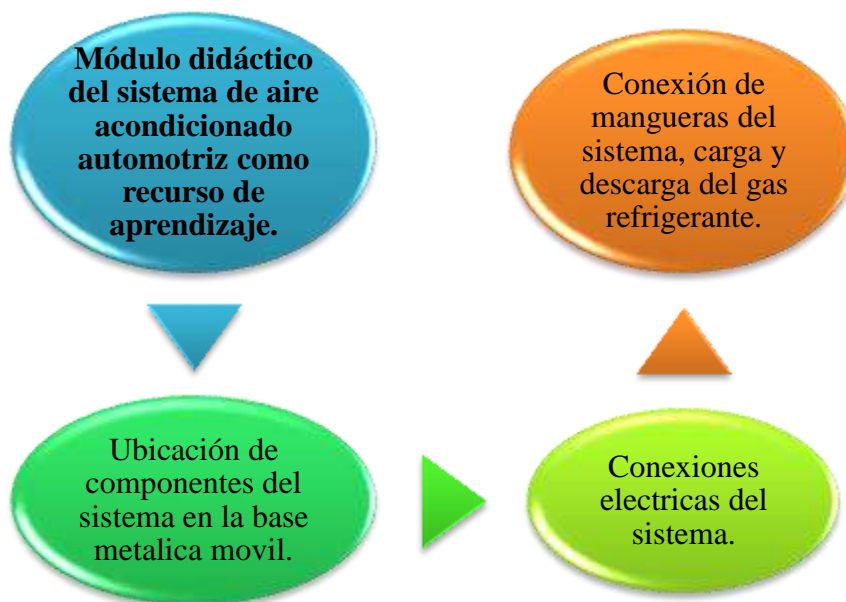 Módulo didáctico
del sistema de aire
acondicionado
automotriz como
recurso de
aprendizaje.
Ubicación de
componentes del
sistema en la base
metalica movil.
Conexiones
electricas del
sistema.
Conexión de
mangueras del
sistema, carga y
descarga del gas
refrigerante.